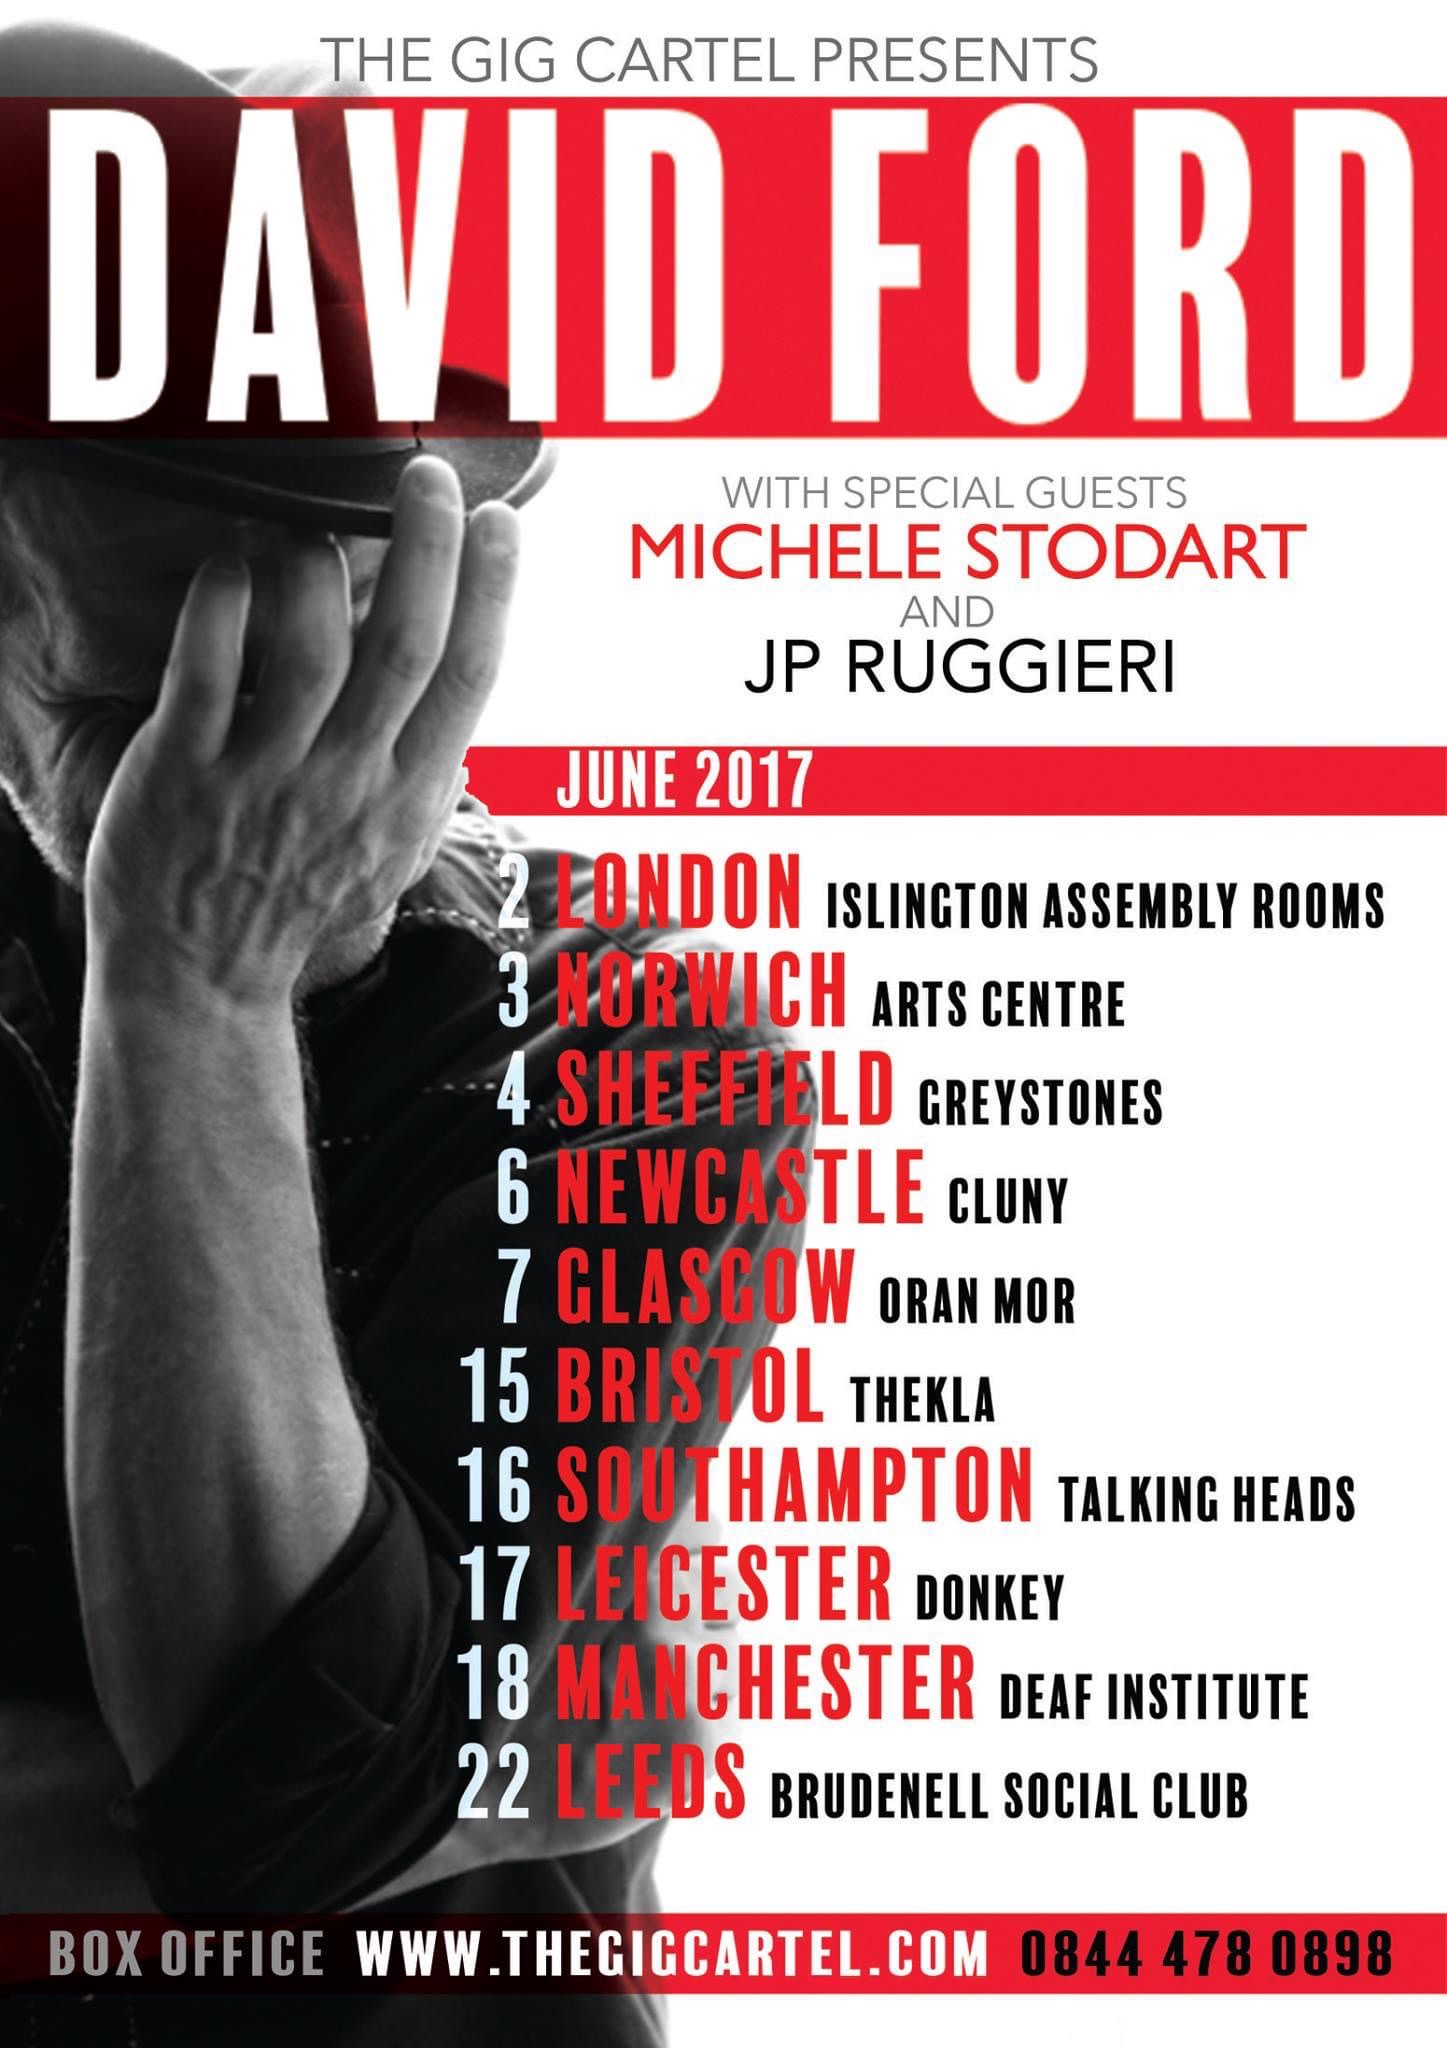 THE GIG CARTEL PRESENTS
DAVID FORD
WITH SPECIAL GUESTS
MICHELE STODART
AND
JP RUGGIERI
JUNE 2017
2 LONDON ISLINGTON ASSEMBLY ROOMS
3 NORWICH ARTS CENTRE
4 SHEFFIELD GREYSTONES
6 NEWCASTLE CLUNY
7 GLASGOW ORAN MOR
15 BRISTOL THEKLA
16 SOUTHAMPTON TALKING HEADS
17 LEICESTER DONKEY
18 MANCHESTER DEAF INSTITUTE
22 LEEDS BRUDENELL SOCIAL CLUB
BOX OFFICE WWW.THEGIGCARTEL.COM 0844 478 0898